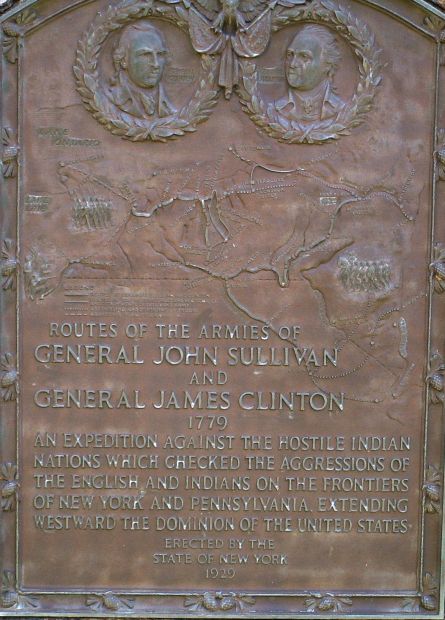 LAKE
ONTARIO
ROUTES OF THE ARMIES OF
GENERAL JOHN SULLIVAN
AND
GENERAL JAMES CLINTON
1779
AN EXPEDITION AGAINST THE HOSTILE INDIAN
NATIONS WHICH CHECKED THE AGGRESSIONS OF
THE ENGLISH AND INDIANS ON THE FRONTIERS
OF NEW YORK AND PENNSYLVANIA, EXTENDING
WESTWARD THE DOMINION OF THE UNITED STATES
ERECTED BY THE
STATE OF NEW YORK
1929